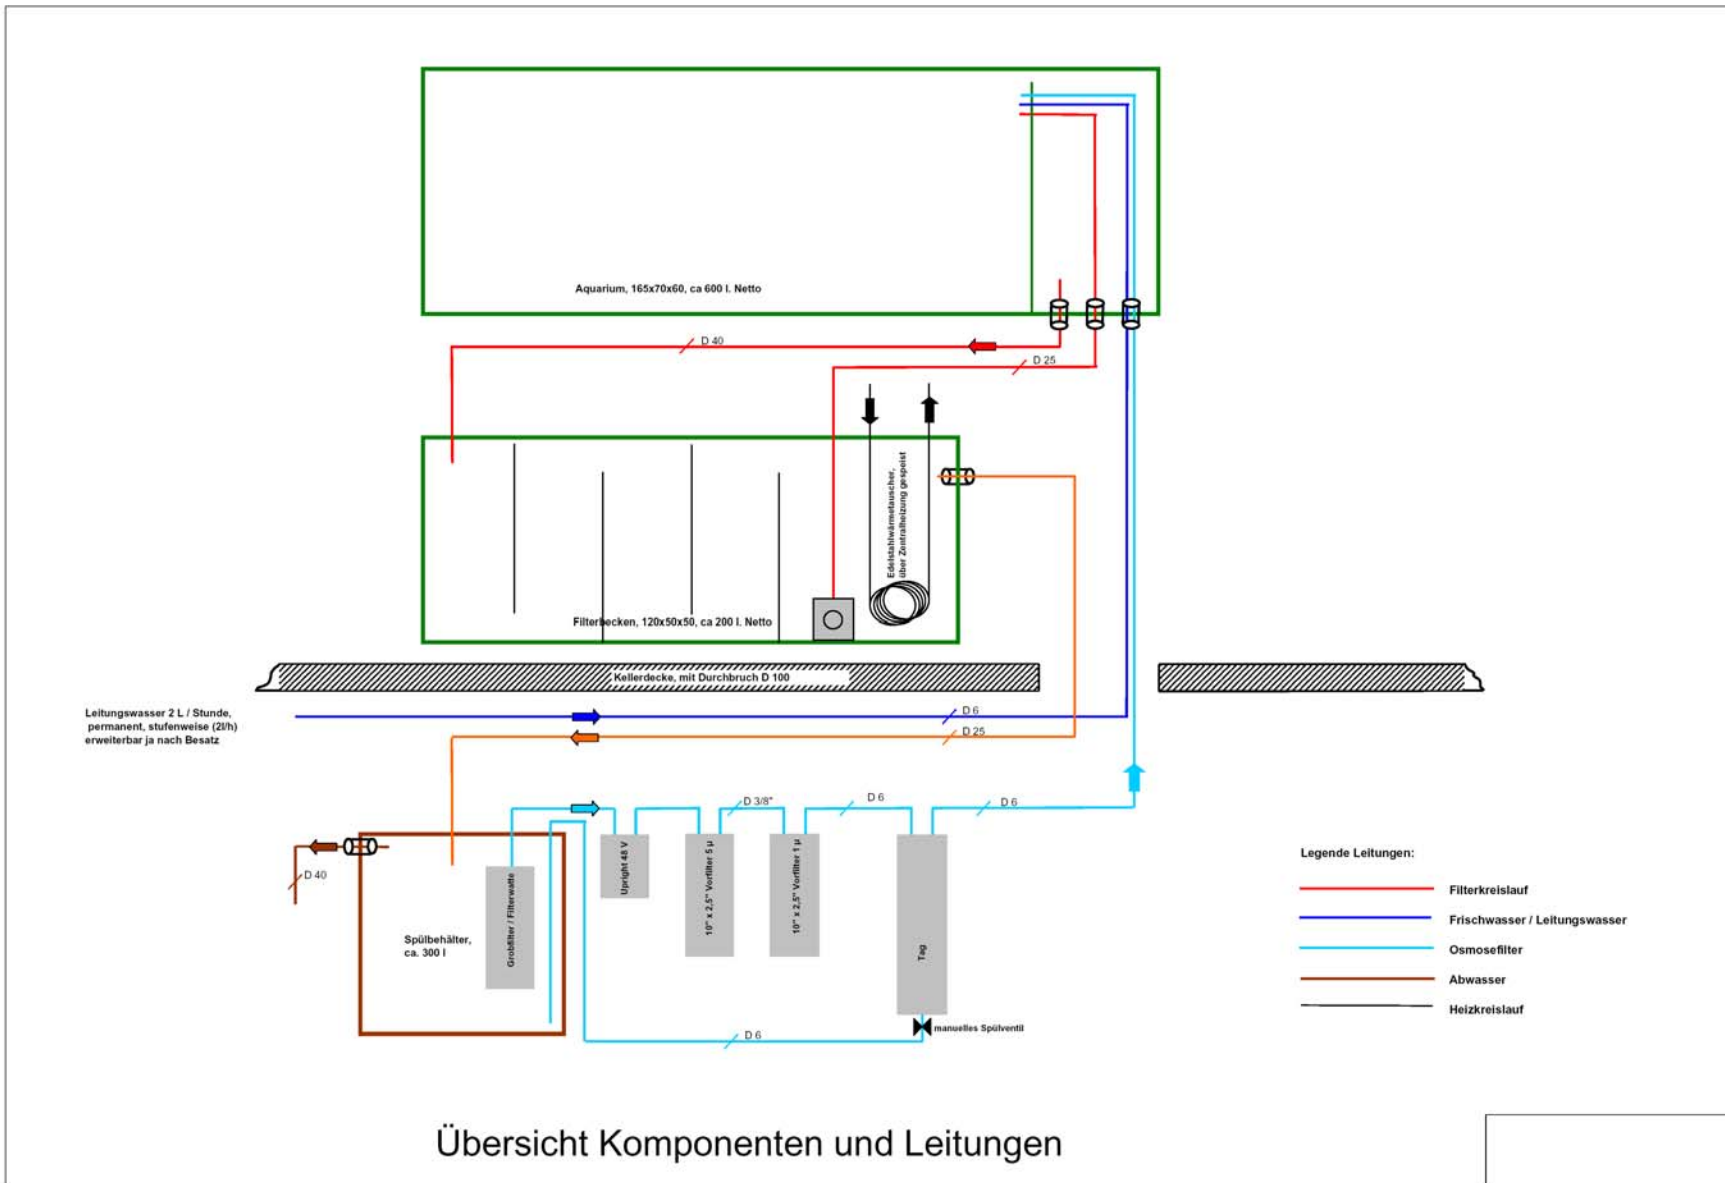 Aquarium, 165x70x60, ca 600 l. Netto
D 40
D 25
Edelstahlwärmetauscher,
über Zentralheizung gespeist
Filterbecken, 120x50x50, ca 200 l. Netto
Kellerdecke, mit Durchbruch D 100
Leitungswasser 2 L / Stunde,
permanent, stufenweise (2l/h)
erweiterbar ja nach Besatz
D 6
D 25
D 3/8"
D 6
D 6
D 40
Spülbehälter,
ca. 300 l
Grobfilter / Filterwatte
Upright 48 V
10" x 2,5" Vorfilter 5 µ
10" x 2,5" Vorfilter 1 µ
Tag
manuelles Spülventil
D 6
Legende Leitungen:
Filterkreislauf
Frischwasser / Leitungswasser
Osmosefilter
Abwasser
Heizkreislauf
Übersicht Komponenten und Leitungen